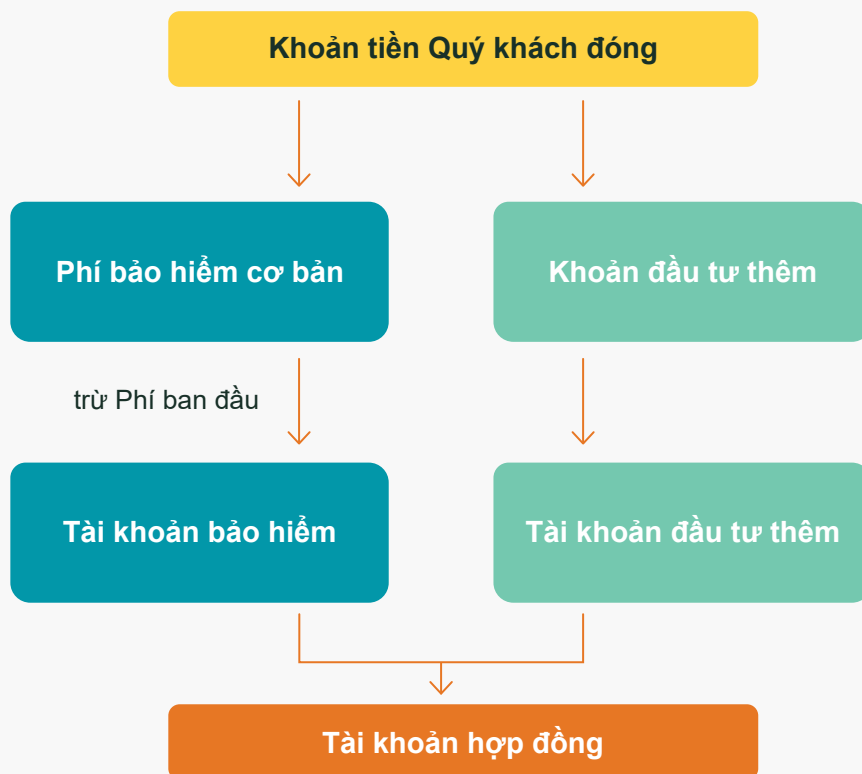 Khoản tiền Quý khách đóng
Phí bảo hiểm cơ bản
Khoản đầu tư thêm
trừ Phí ban đầu
Tài khoản bảo hiểm
Tài khoản đầu tư thêm
Tài khoản hợp đồng